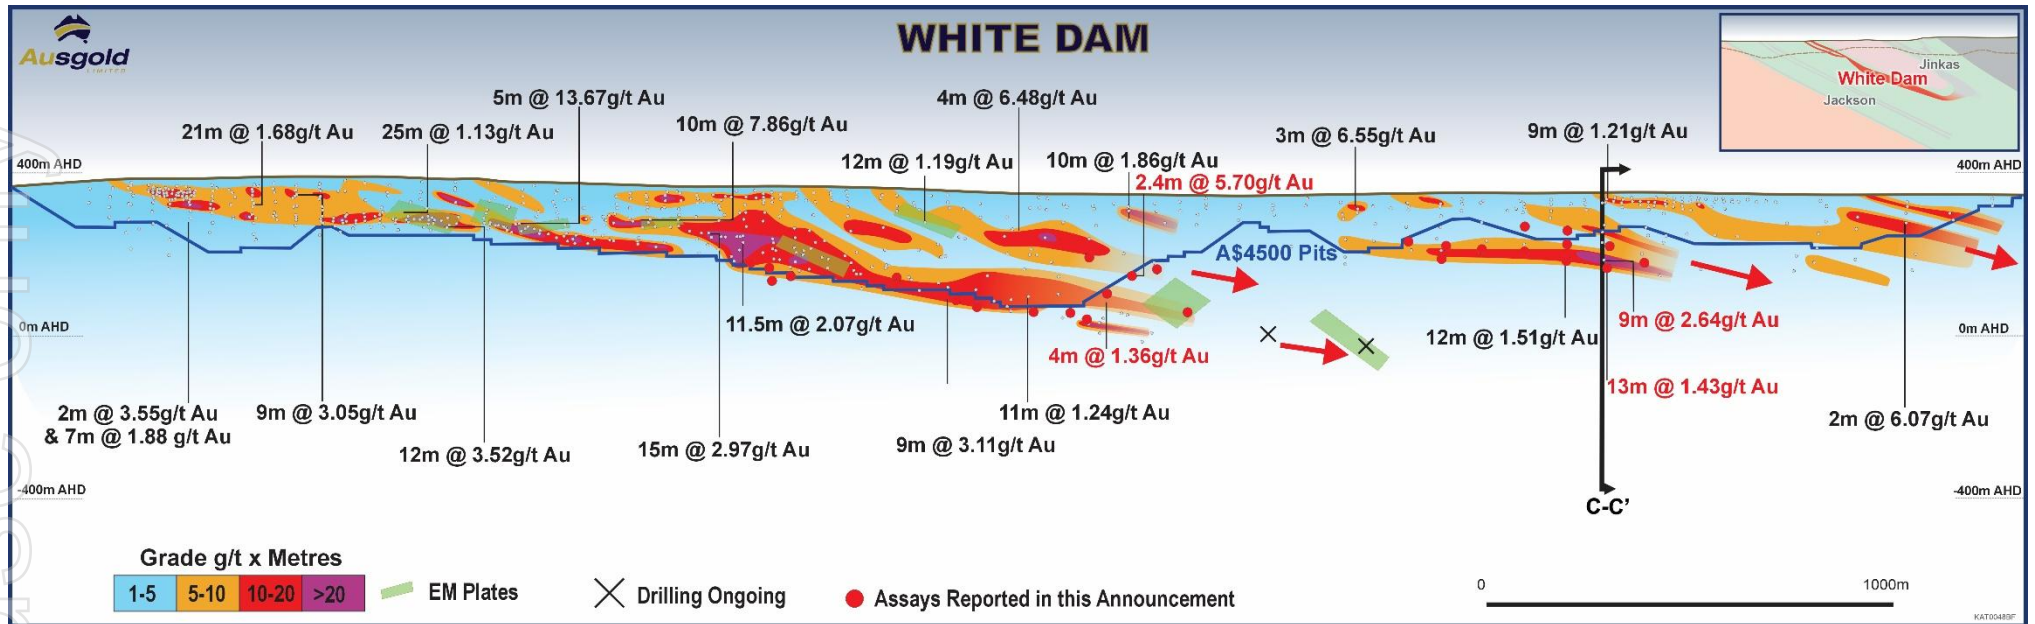 WHITE DAM
Ausgold
LIMITED
Jinkas
White Dam
Jackson
5m @ 13.67g/t Au
4m @ 6.48g/t Au
21m @ 1.68g/t Au
25m @ 1.13g/t Au
10m @ 7.86g/t Au
3m @ 6.55g/t Au
9m @ 1.21g/t Au
12m @ 1.19g/t Au
10m @ 1.86g/t Au
2.4m @ 5.70g/t Au
400m AHD
400m AHD
A$4500 Pits
0m AHD
0m AHD
11.5m @ 2.07g/t Au
4m @ 1.36g/t Au
12m @ 1.51g/t Au
9m @ 2.64g/t Au
13m @ 1.43g/t Au
2m @ 3.55g/t Au
& 7m @ 1.88 g/t Au
9m @ 3.05g/t Au
11m @ 1.24g/t Au
2m @ 6.07g/t Au
12m @ 3.52g/t Au
15m @ 2.97g/t Au
9m @ 3.11g/t Au
-400m AHD
-400m AHD
C-C’
Grade g/t x Metres
1-5 5-10 10-20 >20
EM Plates
Drilling Ongoing
Assays Reported in this Announcement
0 1000m